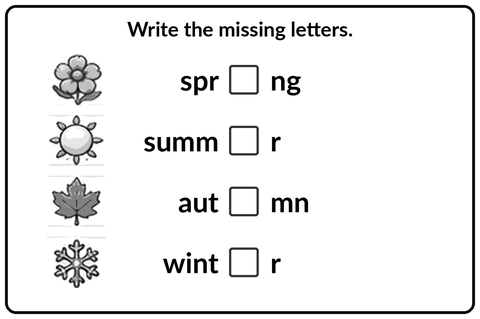 Write the missing letters.
spr □ ng
summ □ r
aut □ mn
wint □ r